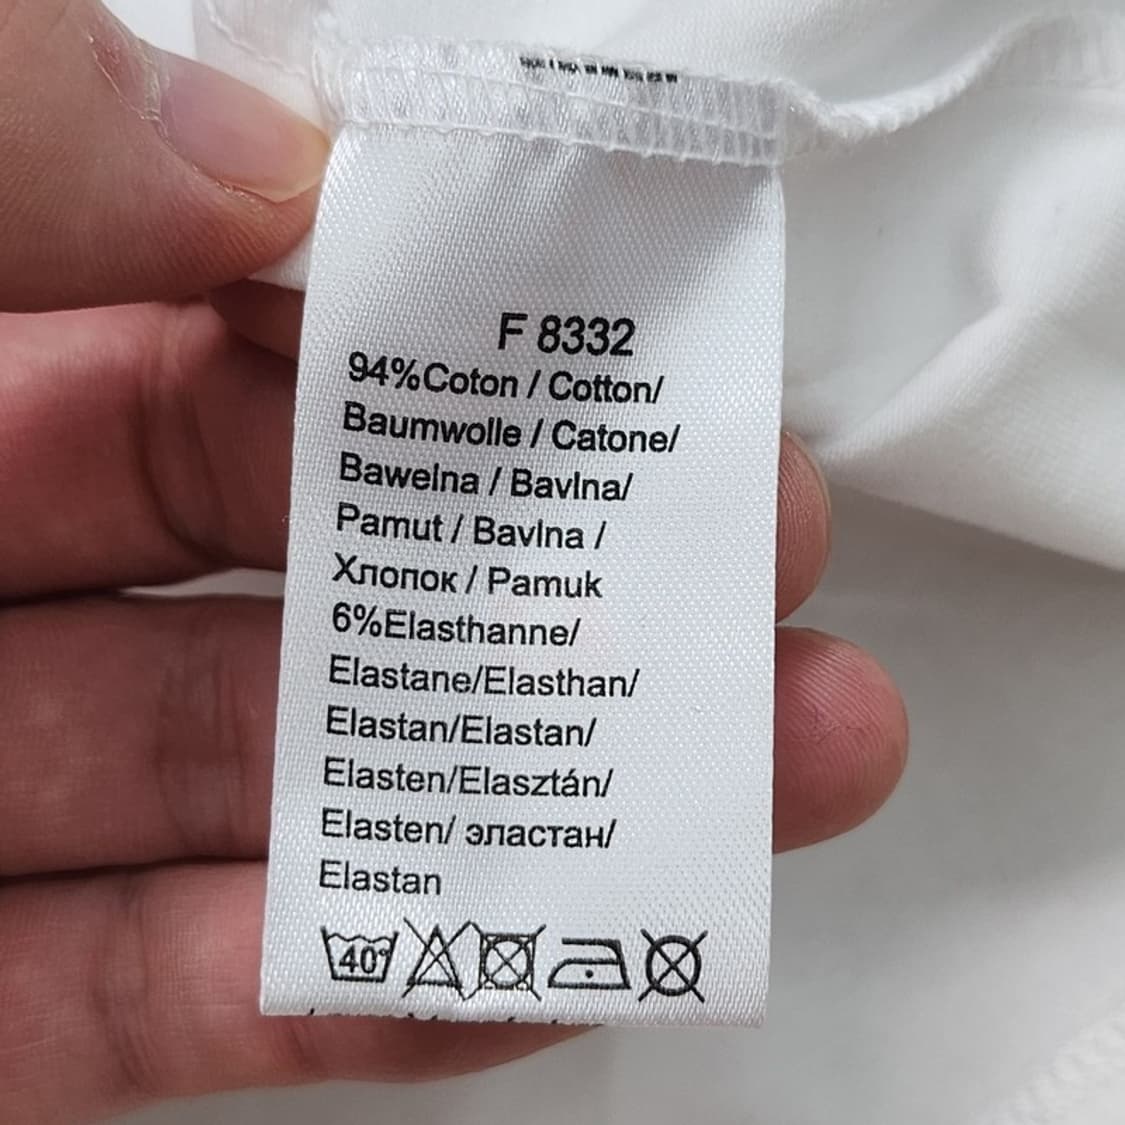 F 8332
94%Coton / Cotton/
Baumwolle / Catone/
Bawelna / Bavlna/
Pamut / Bavlna /
Хлопок / Pamuk
6%Elasthanne/
Elastane/Elasthan/
Elastan/Elastan/
Elasten/Elasztán/
Elasten/ эластан/
Elastan
40°